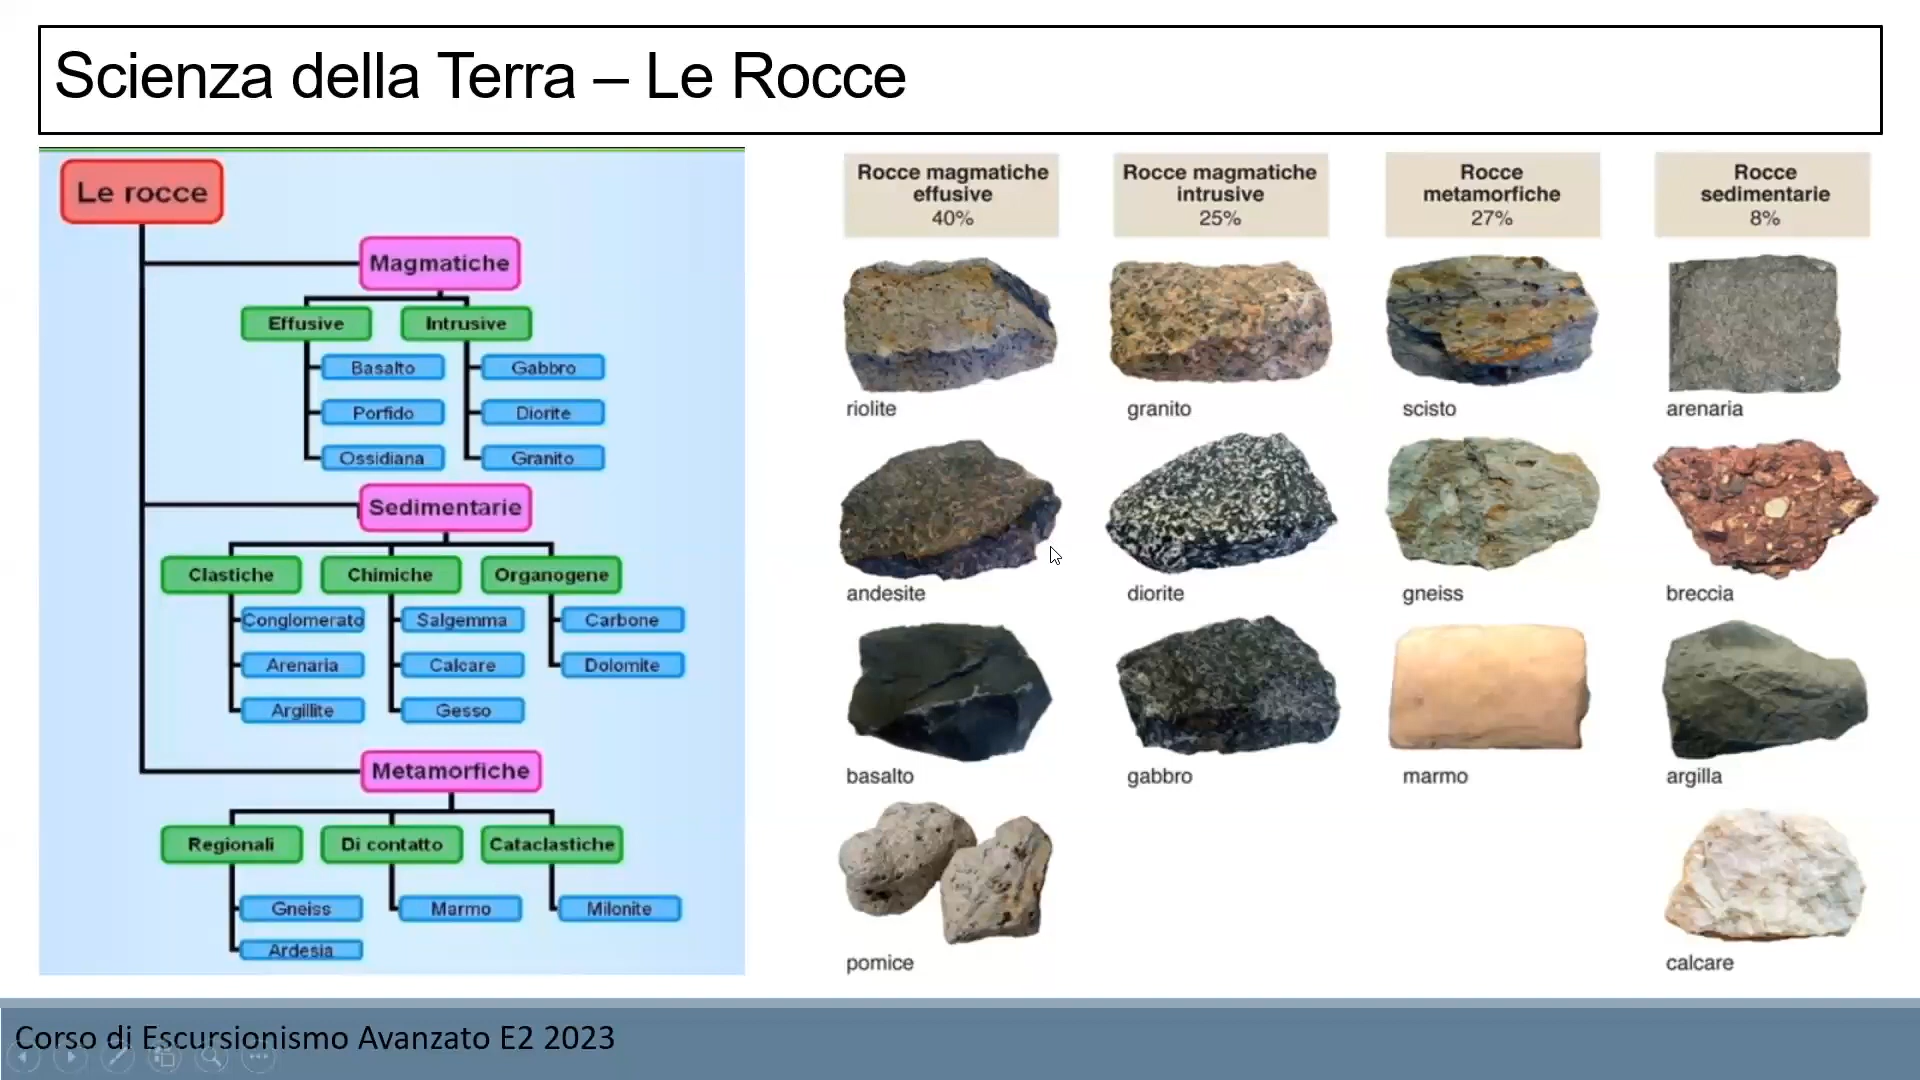 Scienza della Terra – Le Rocce
Le rocce
Magmatiche
Effusive
Intrusive
Basalto
Gabbro
Porfido
Diorite
Ossidiana
Granito
Sedimentarie
Clastiche
Chimiche
Organogene
Conglomerato
Salgemma
Carbone
Arenaria
Calcare
Dolomite
Argillite
Gesso
Metamorfiche
Regionali
Di contatto
Cataclastiche
Gneiss
Marmo
Milonite
Ardesia
Rocce magmatiche
effusive
40%
Rocce magmatiche
intrusive
25%
Rocce
metamorfiche
27%
Rocce
sedimentarie
8%
riolite
granito
scisto
arenaria
andesite
diorite
gneiss
breccia
basalto
gabbro
marmo
argilla
pomice
calcare
Corso di Escursionismo Avanzato E2 2023